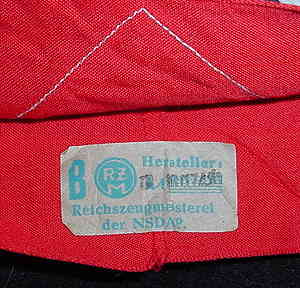 B RZM Hersteller:
Reichszeugmeisterei
der NSDAP.